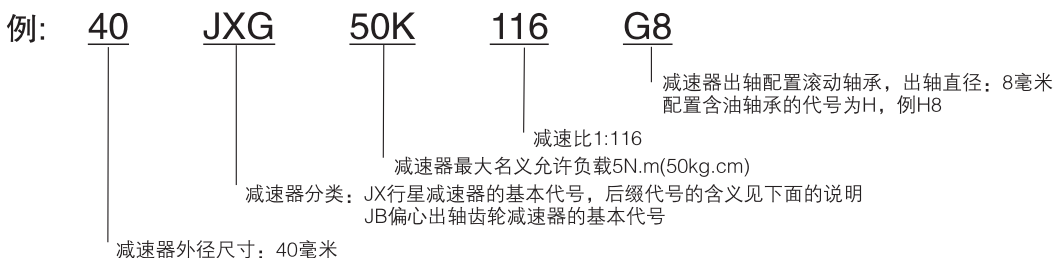 例: 40 JXG 50K 116 G8
减速器出轴配置滚动轴承，出轴直径：8毫米
配置含油轴承的代号为H，例H8
减速比1:116
减速器最大名义允许负载5N.m(50kg.cm)
减速器分类：JX行星减速器的基本代号，后缀代号的含义见下面的说明
JB偏心出轴齿轮减速器的基本代号
减速器外径尺寸：40毫米